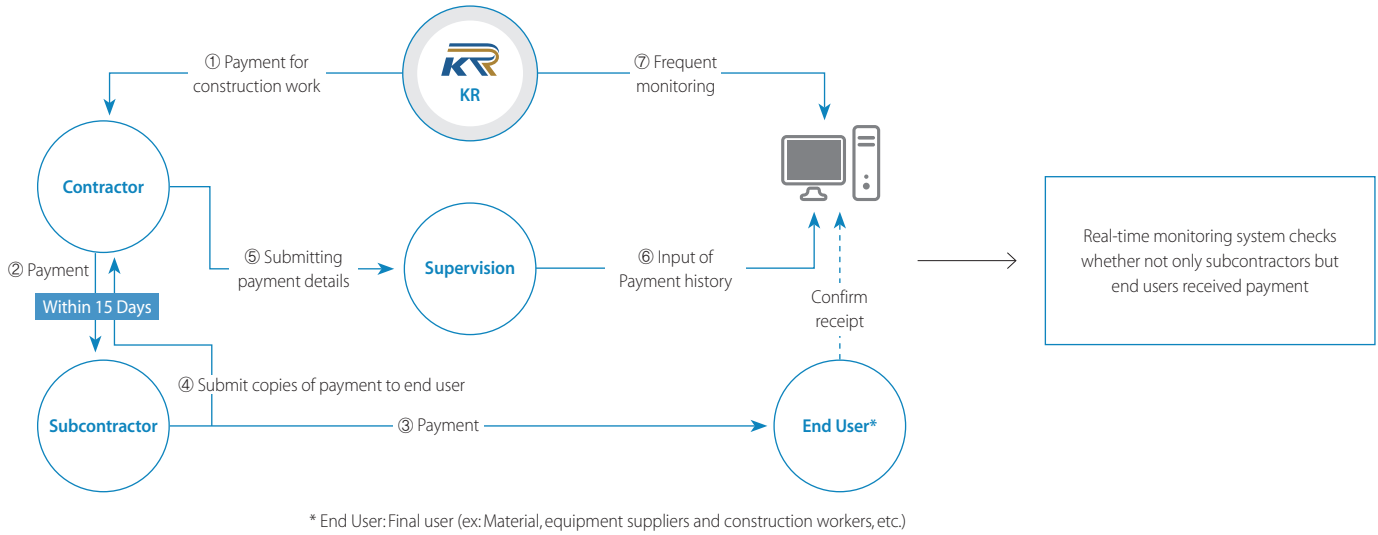 ① Payment for
construction work
KR
KR
⑦ Frequent
monitoring
Contractor
② Payment
Within 15 Days
⑤ Submitting
payment details
Supervision
⑥ Input of
Payment history
Confirm
receipt
Real-time monitoring system checks
whether not only subcontractors but
end users received payment
④ Submit copies of payment to end user
Subcontractor
③ Payment
End User*
* End User: Final user (ex: Material, equipment suppliers and construction workers, etc.)